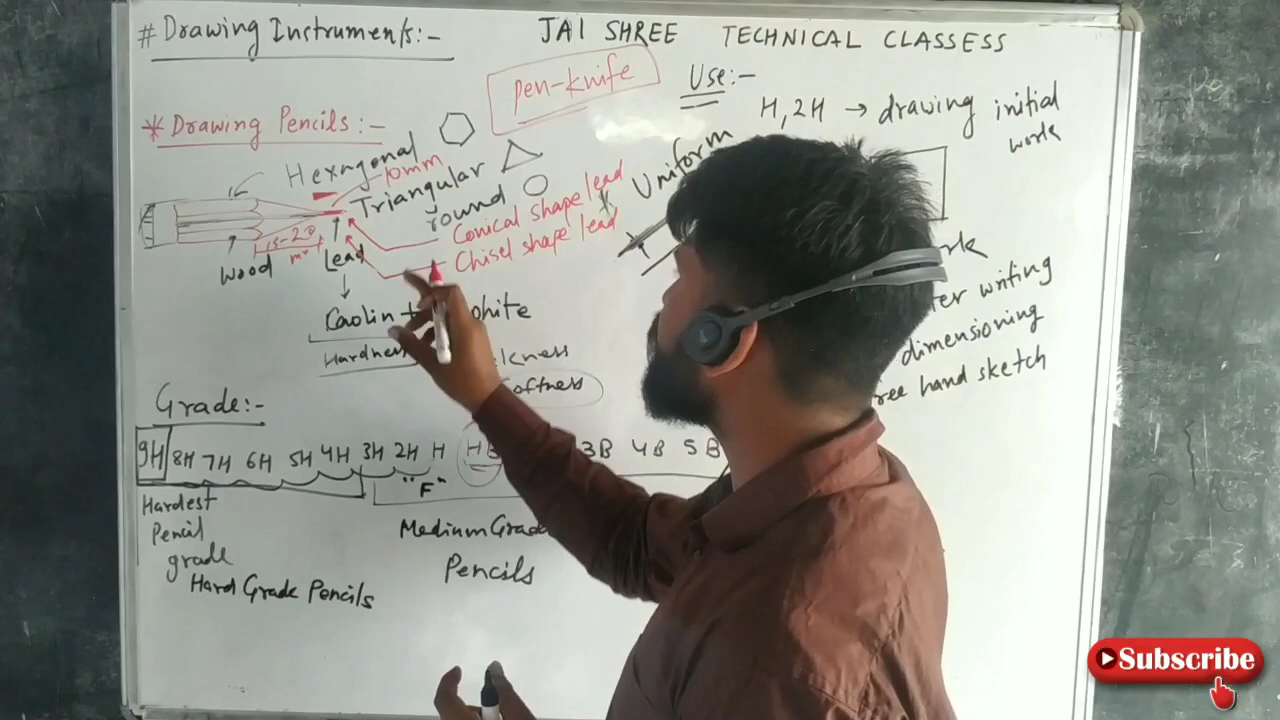 # Drawing Instruments:-
JAI SHREE TECHNICAL CLASSESS
pen-knife
Use:-
H, 2H → drawing initial
work
* Drawing Pencils:-
Hexagonal
10mm
Triangular
round
Conical shape lead
Chisel shape lead
* Uniform
Wood
Lead
Caolin +
Hardness
Softness
writing
dimensioning
hand sketch
Grade:-
9H 8H 7H 6H 5H 4H 3H 2H H HB 3B 4B 5B
"F"
Hardest
Pencil
grade
Hard Grade Pencils
Medium Grade
Pencils
Subscribe